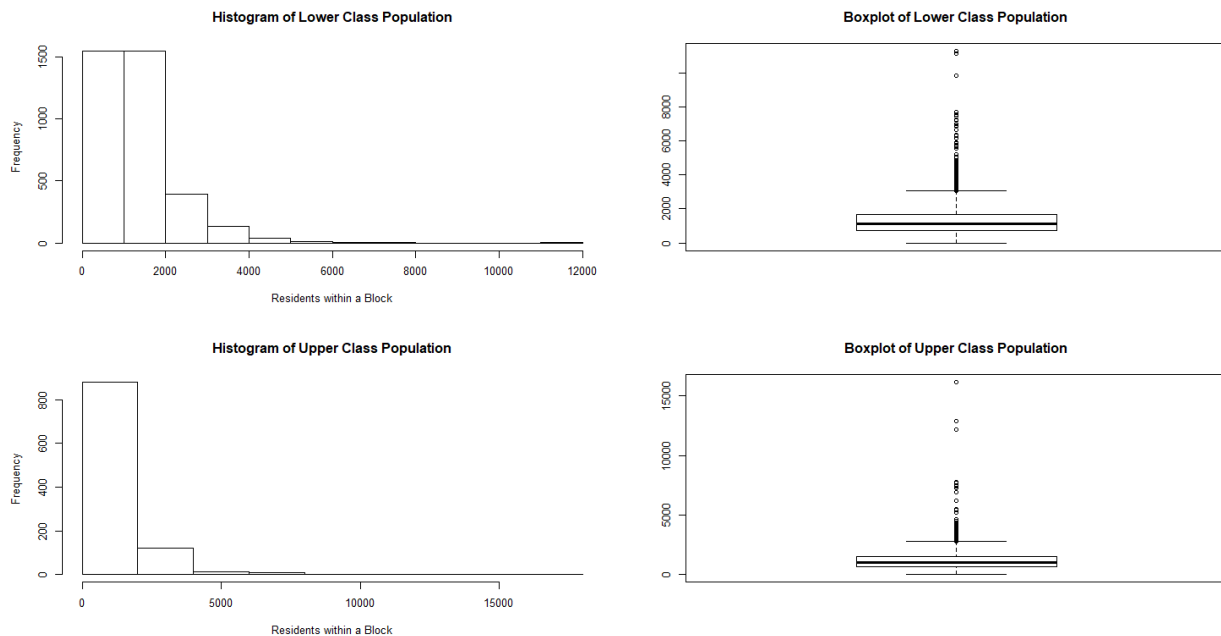 Histogram of Lower Class Population
Frequency
0 500 1000 1500
0 2000 4000 6000 8000 10000 12000
Residents within a Block
Boxplot of Lower Class Population
0 2000 4000 6000 8000
Histogram of Upper Class Population
Frequency
0 200 400 600 800
0 5000 10000 15000
Residents within a Block
Boxplot of Upper Class Population
0 5000 10000 15000